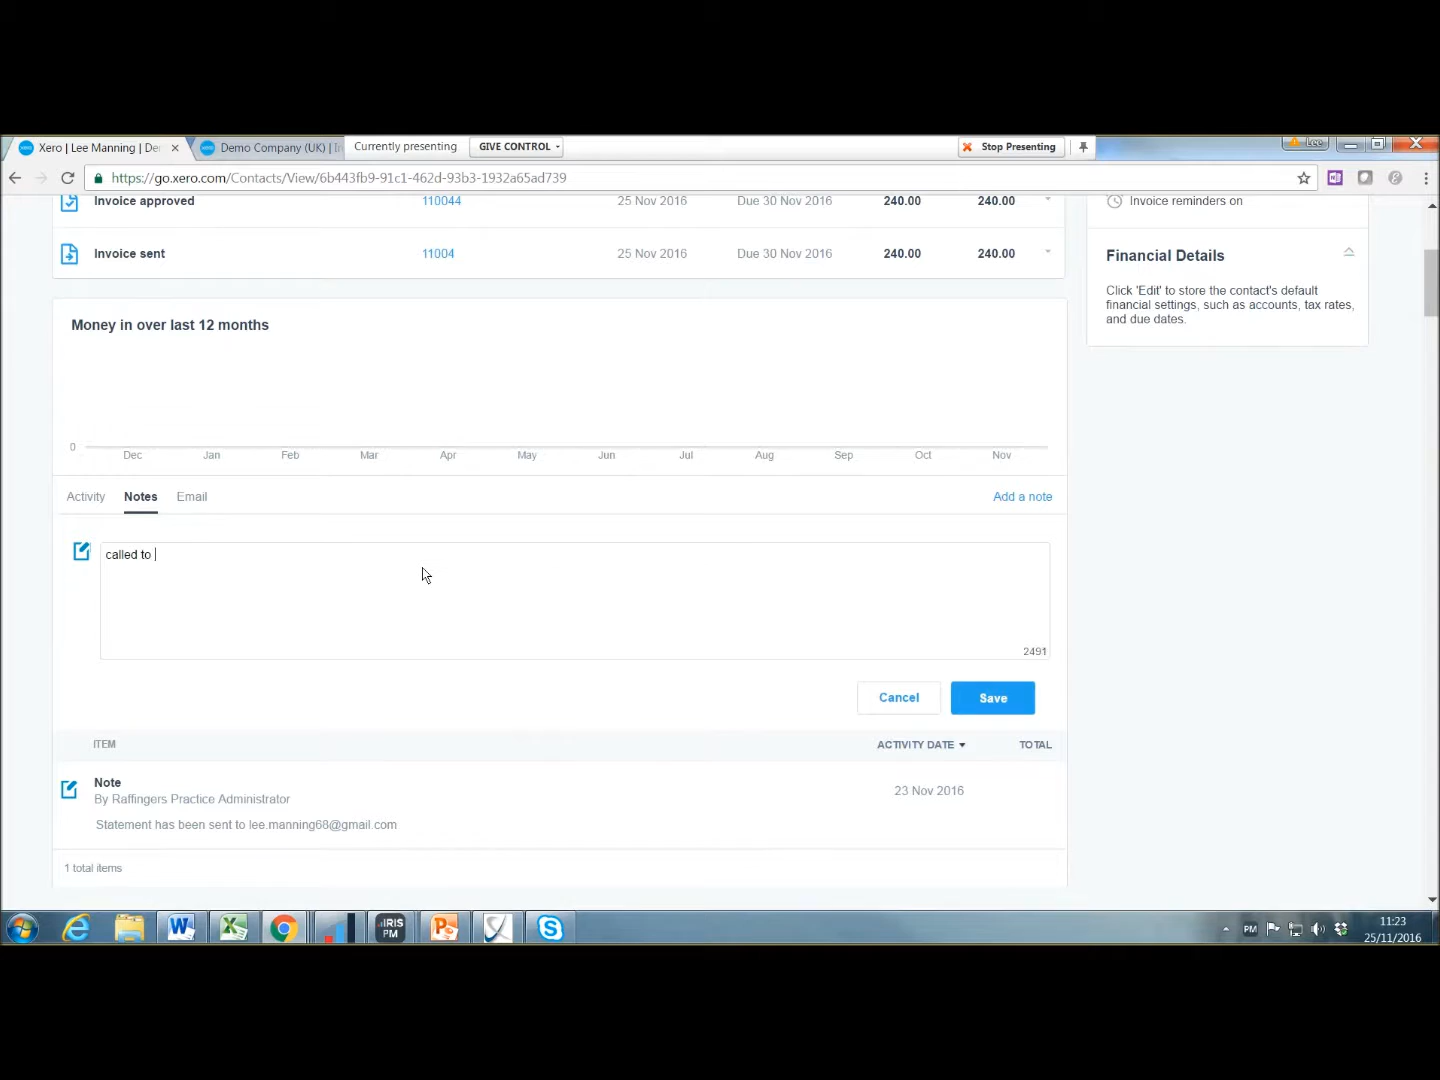 Xero | Lee Manning | De
Demo Company (UK) | I
Currently presenting
GIVE CONTROL
Stop Presenting
Lee
https://go.xero.com/Contacts/View/6b443fb9-91c1-462d-93b3-1932a65ad739
Invoice approved 110044 25 Nov 2016 Due 30 Nov 2016 240.00 240.00
Invoice reminders on
Invoice sent 11004 25 Nov 2016 Due 30 Nov 2016 240.00 240.00
Financial Details
Click 'Edit' to store the contact's default
financial settings, such as accounts, tax rates,
and due dates.
Money in over last 12 months
0
Dec Jan Feb Mar Apr May Jun Jul Aug Sep Oct Nov
Activity Notes Email Add a note
called to
2491
Cancel Save
ITEM ACTIVITY DATE TOTAL
Note
By Raffingers Practice Administrator
23 Nov 2016
Statement has been sent to lee.manning68@gmail.com
1 total items
IRIS
PM
PM
11:23
25/11/2016